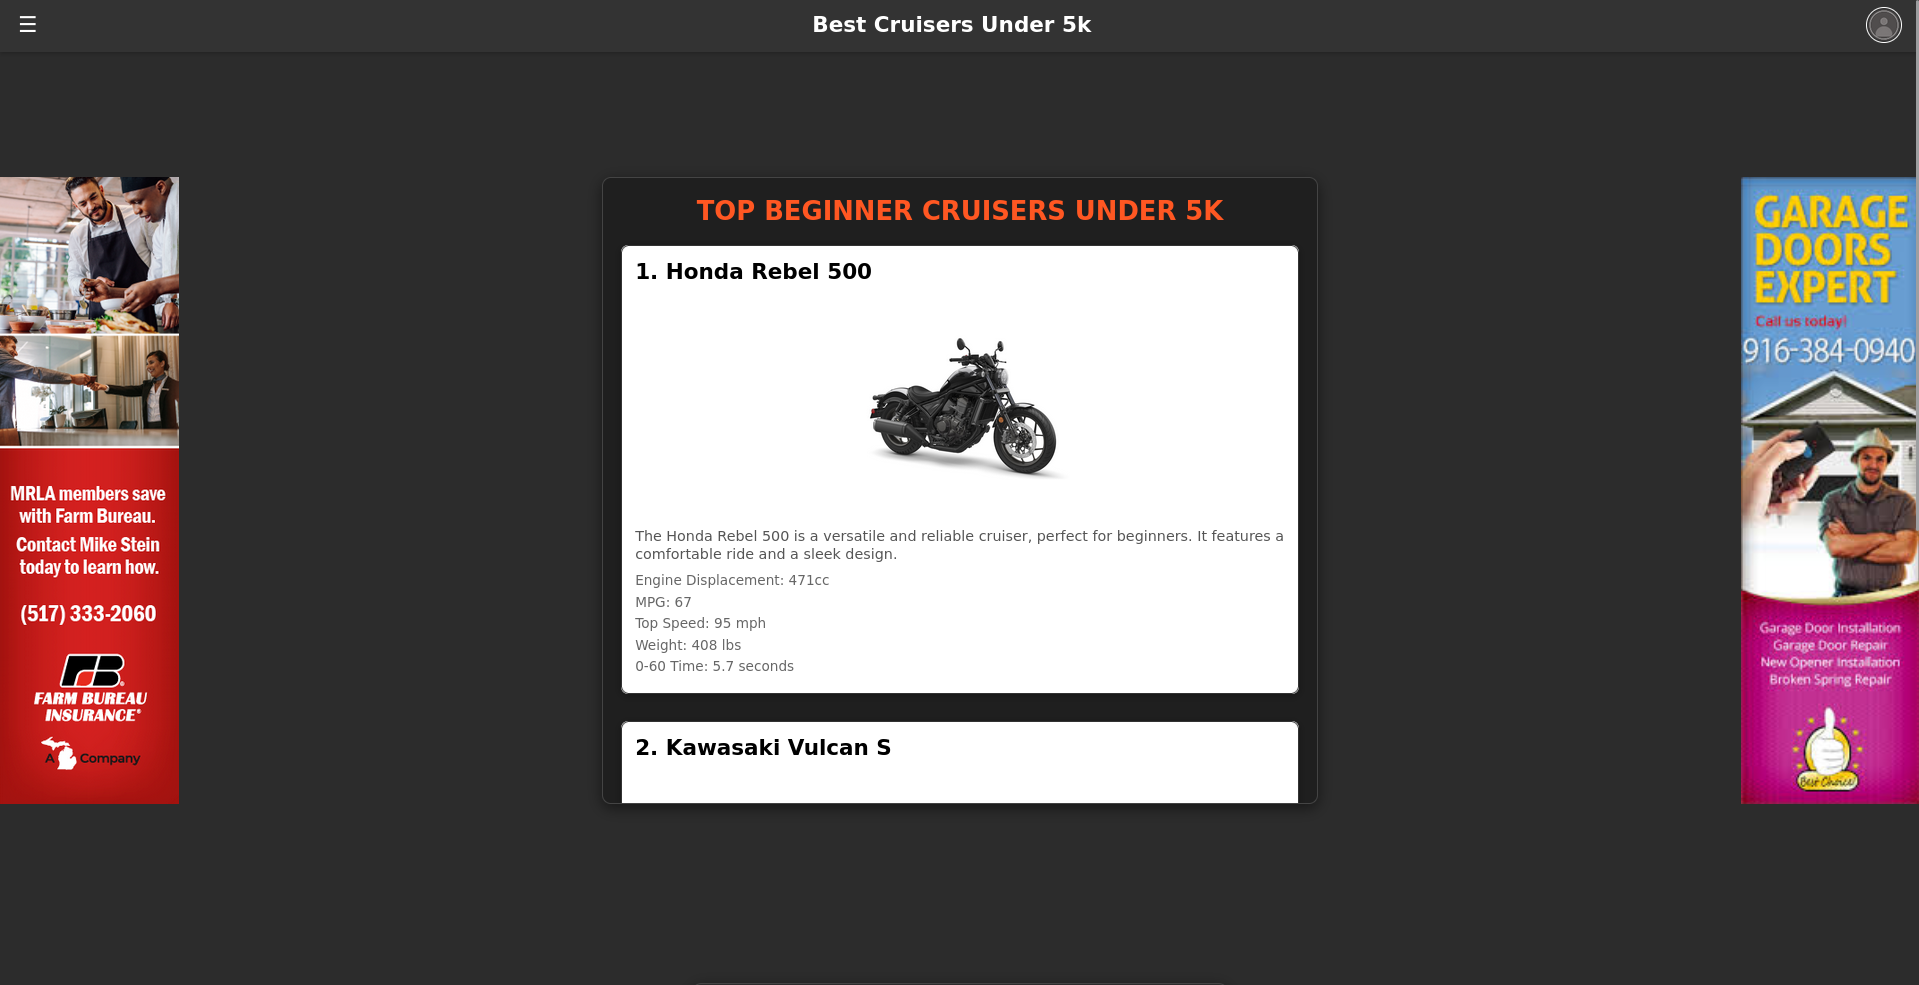 ☰
Best Cruisers Under 5k
MRLA members save
with Farm Bureau.
Contact Mike Stein
today to learn how.
(517) 333-2060
FB
FARM BUREAU
INSURANCE®
A Company
TOP BEGINNER CRUISERS UNDER 5K
1. Honda Rebel 500
The Honda Rebel 500 is a versatile and reliable cruiser, perfect for beginners. It features a
comfortable ride and a sleek design.
Engine Displacement: 471cc
MPG: 67
Top Speed: 95 mph
Weight: 408 lbs
0-60 Time: 5.7 seconds
2. Kawasaki Vulcan S
GARAGE
DOORS
EXPERT
Call us today!
916-384-0940
Garage Door Installation
Garage Door Repair
New Opener Installation
Broken Spring Repair
Best Choice!